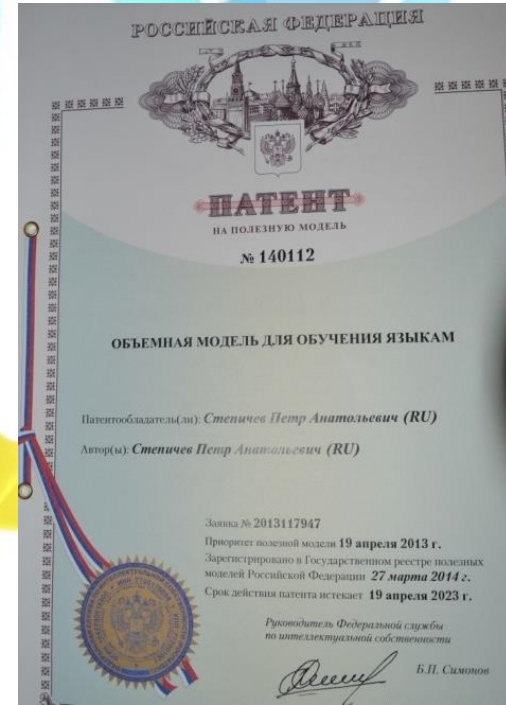 РОССИЙСКАЯ ФЕДЕРАЦИЯ
ПАТЕНТ
НА ПОЛЕЗНУЮ МОДЕЛЬ
№ 140112
ОБЪЕМНАЯ МОДЕЛЬ ДЛЯ ОБУЧЕНИЯ ЯЗЫКАМ
Патентообладатель(ли): Степичев Петр Анатольевич (RU)
Автор(ы): Степичев Петр Анатольевич (RU)
Заявка № 2013117947
Приоритет полезной модели 19 апреля 2013 г.
Зарегистрировано в Государственном реестре полезных
моделей Российской Федерации 27 марта 2014 г.
Срок действия патента истекает 19 апреля 2023 г.
Руководитель Федеральной службы
по интеллектуальной собственности
Б.П. Симонов